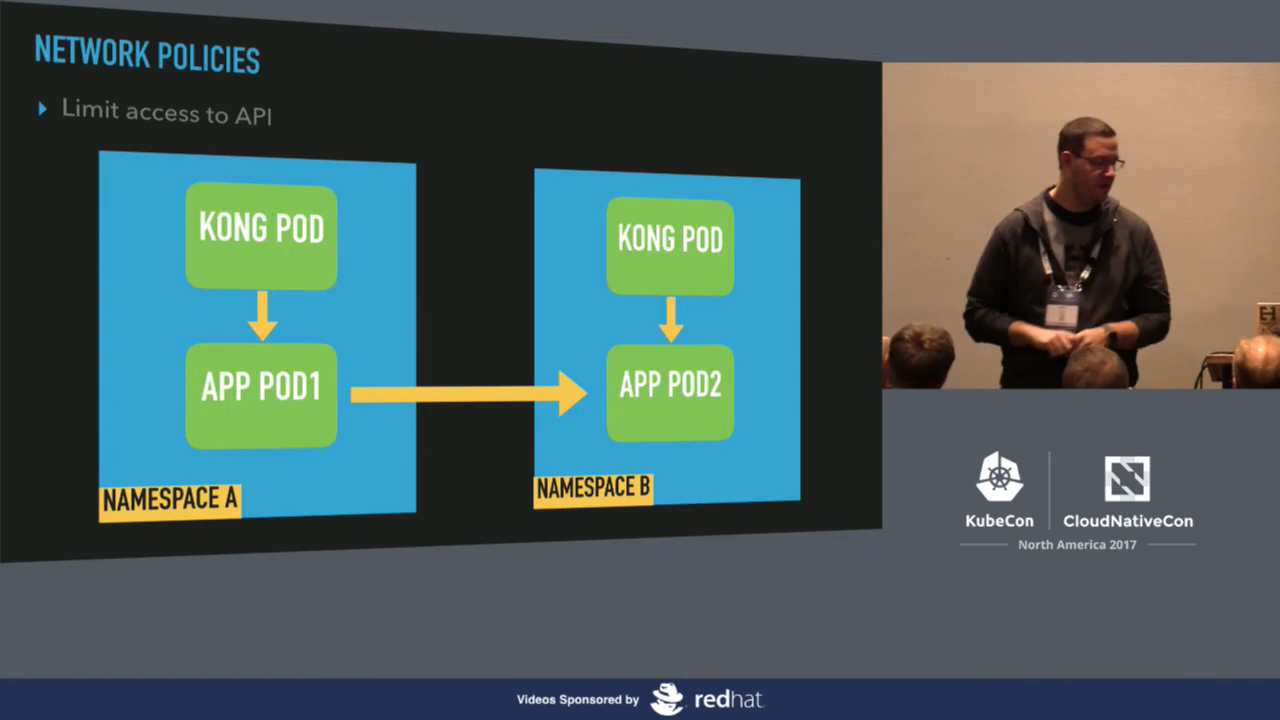 NETWORK POLICIES
Limit access to API
KONG POD
APP POD1
NAMESPACE A
KONG POD
APP POD2
NAMESPACE B
KubeCon
CloudNativeCon
North America 2017
Videos Sponsored by
redhat